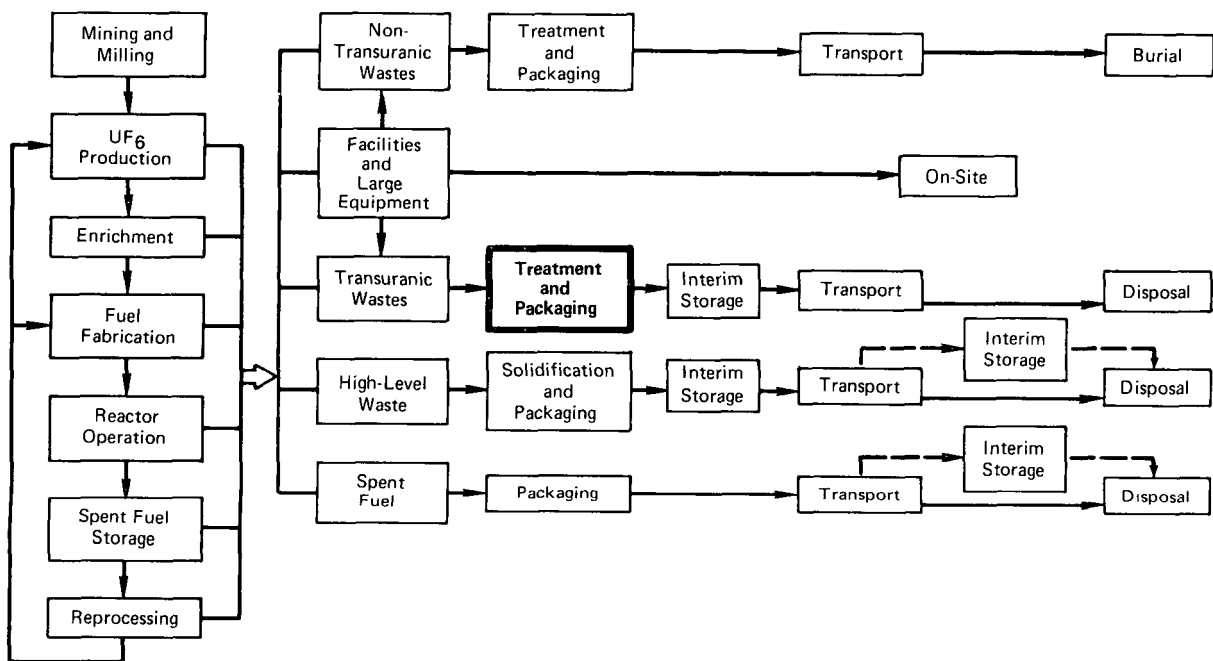 Mining and
Milling
UF6
Production
Enrichment
Fuel
Fabrication
Reactor
Operation
Spent Fuel
Storage
Reprocessing
Non-
Transuranic
Wastes
Treatment
and
Packaging
Transport
Burial
Facilities
and
Large
Equipment
On-Site
Transuranic
Wastes
Treatment
and
Packaging
Interim
Storage
Transport
Disposal
High-Level
Waste
Solidification
and
Packaging
Interim
Storage
Transport
Interim
Storage
Disposal
Spent
Fuel
Packaging
Transport
Interim
Storage
Disposal